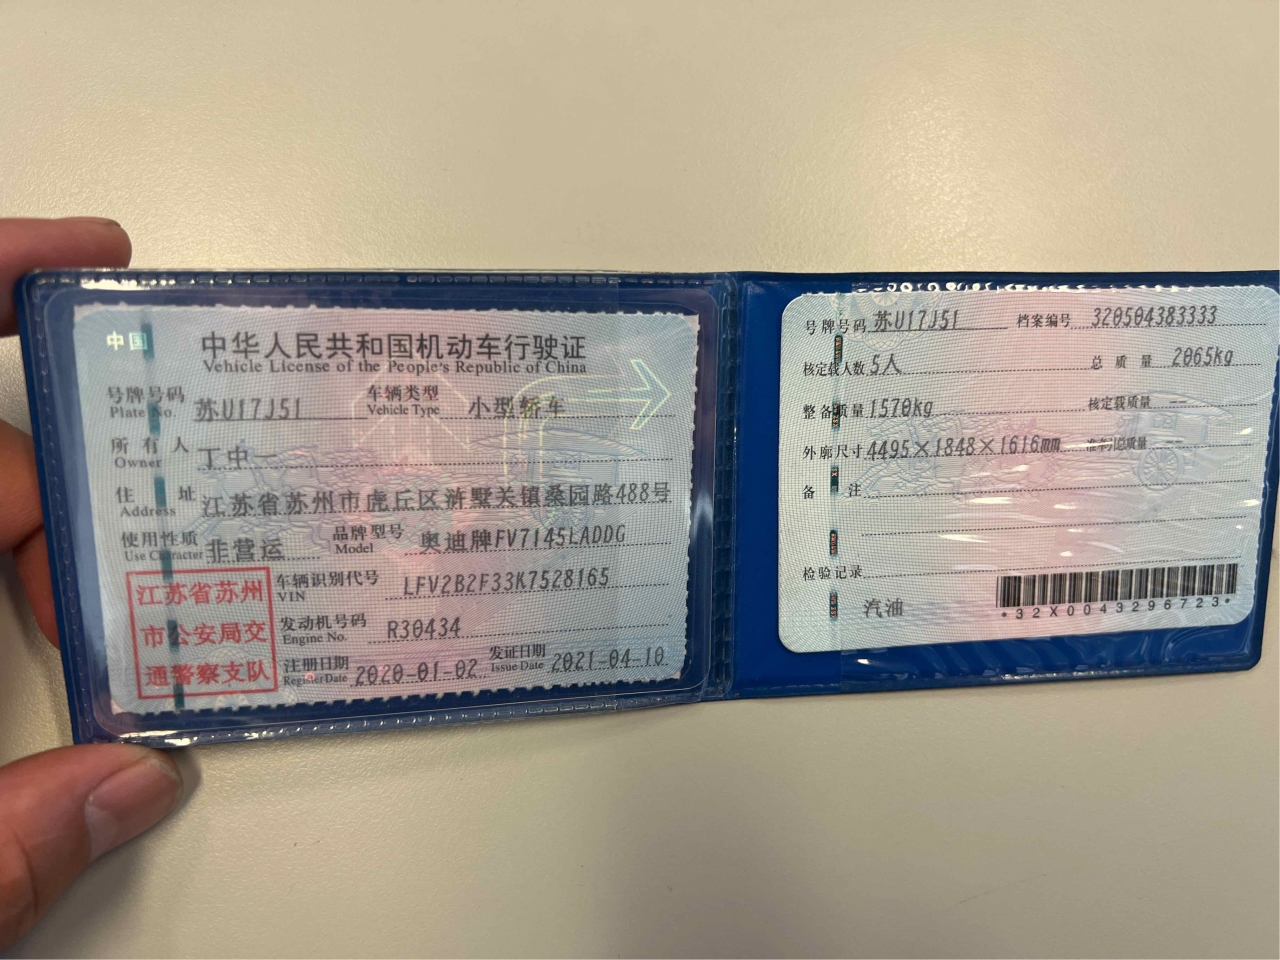 中国
中华人民共和国机动车行驶证
Vehicle License of the People's Republic of China
号牌号码 苏U17J51 车辆类型 小型轿车
Plate No. Vehicle Type
所有人 丁中一
Owner
住址 江苏省苏州市虎丘区浒墅关镇桑园路488号
Address
使用性质 非营运 品牌型号 奥迪牌FV7145LADDG
Use Character Model
江苏省苏州
市公安局交
通警察支队
车辆识别代号 LFV2B2F33K7528165
VIN
发动机号码 R30434
Engine No.
注册日期 2020-01-02 发证日期 2021-04-10
Register Date Issue Date
号牌号码 苏U17J51 档案编号 320504383333
核定载人数 5人 总质量 2065kg
整备质量 1570kg 核定载质量 --
外廓尺寸 4495×1848×1616mm 准牵引总质量 --
备注
检验记录
汽油
*32X0043296723*